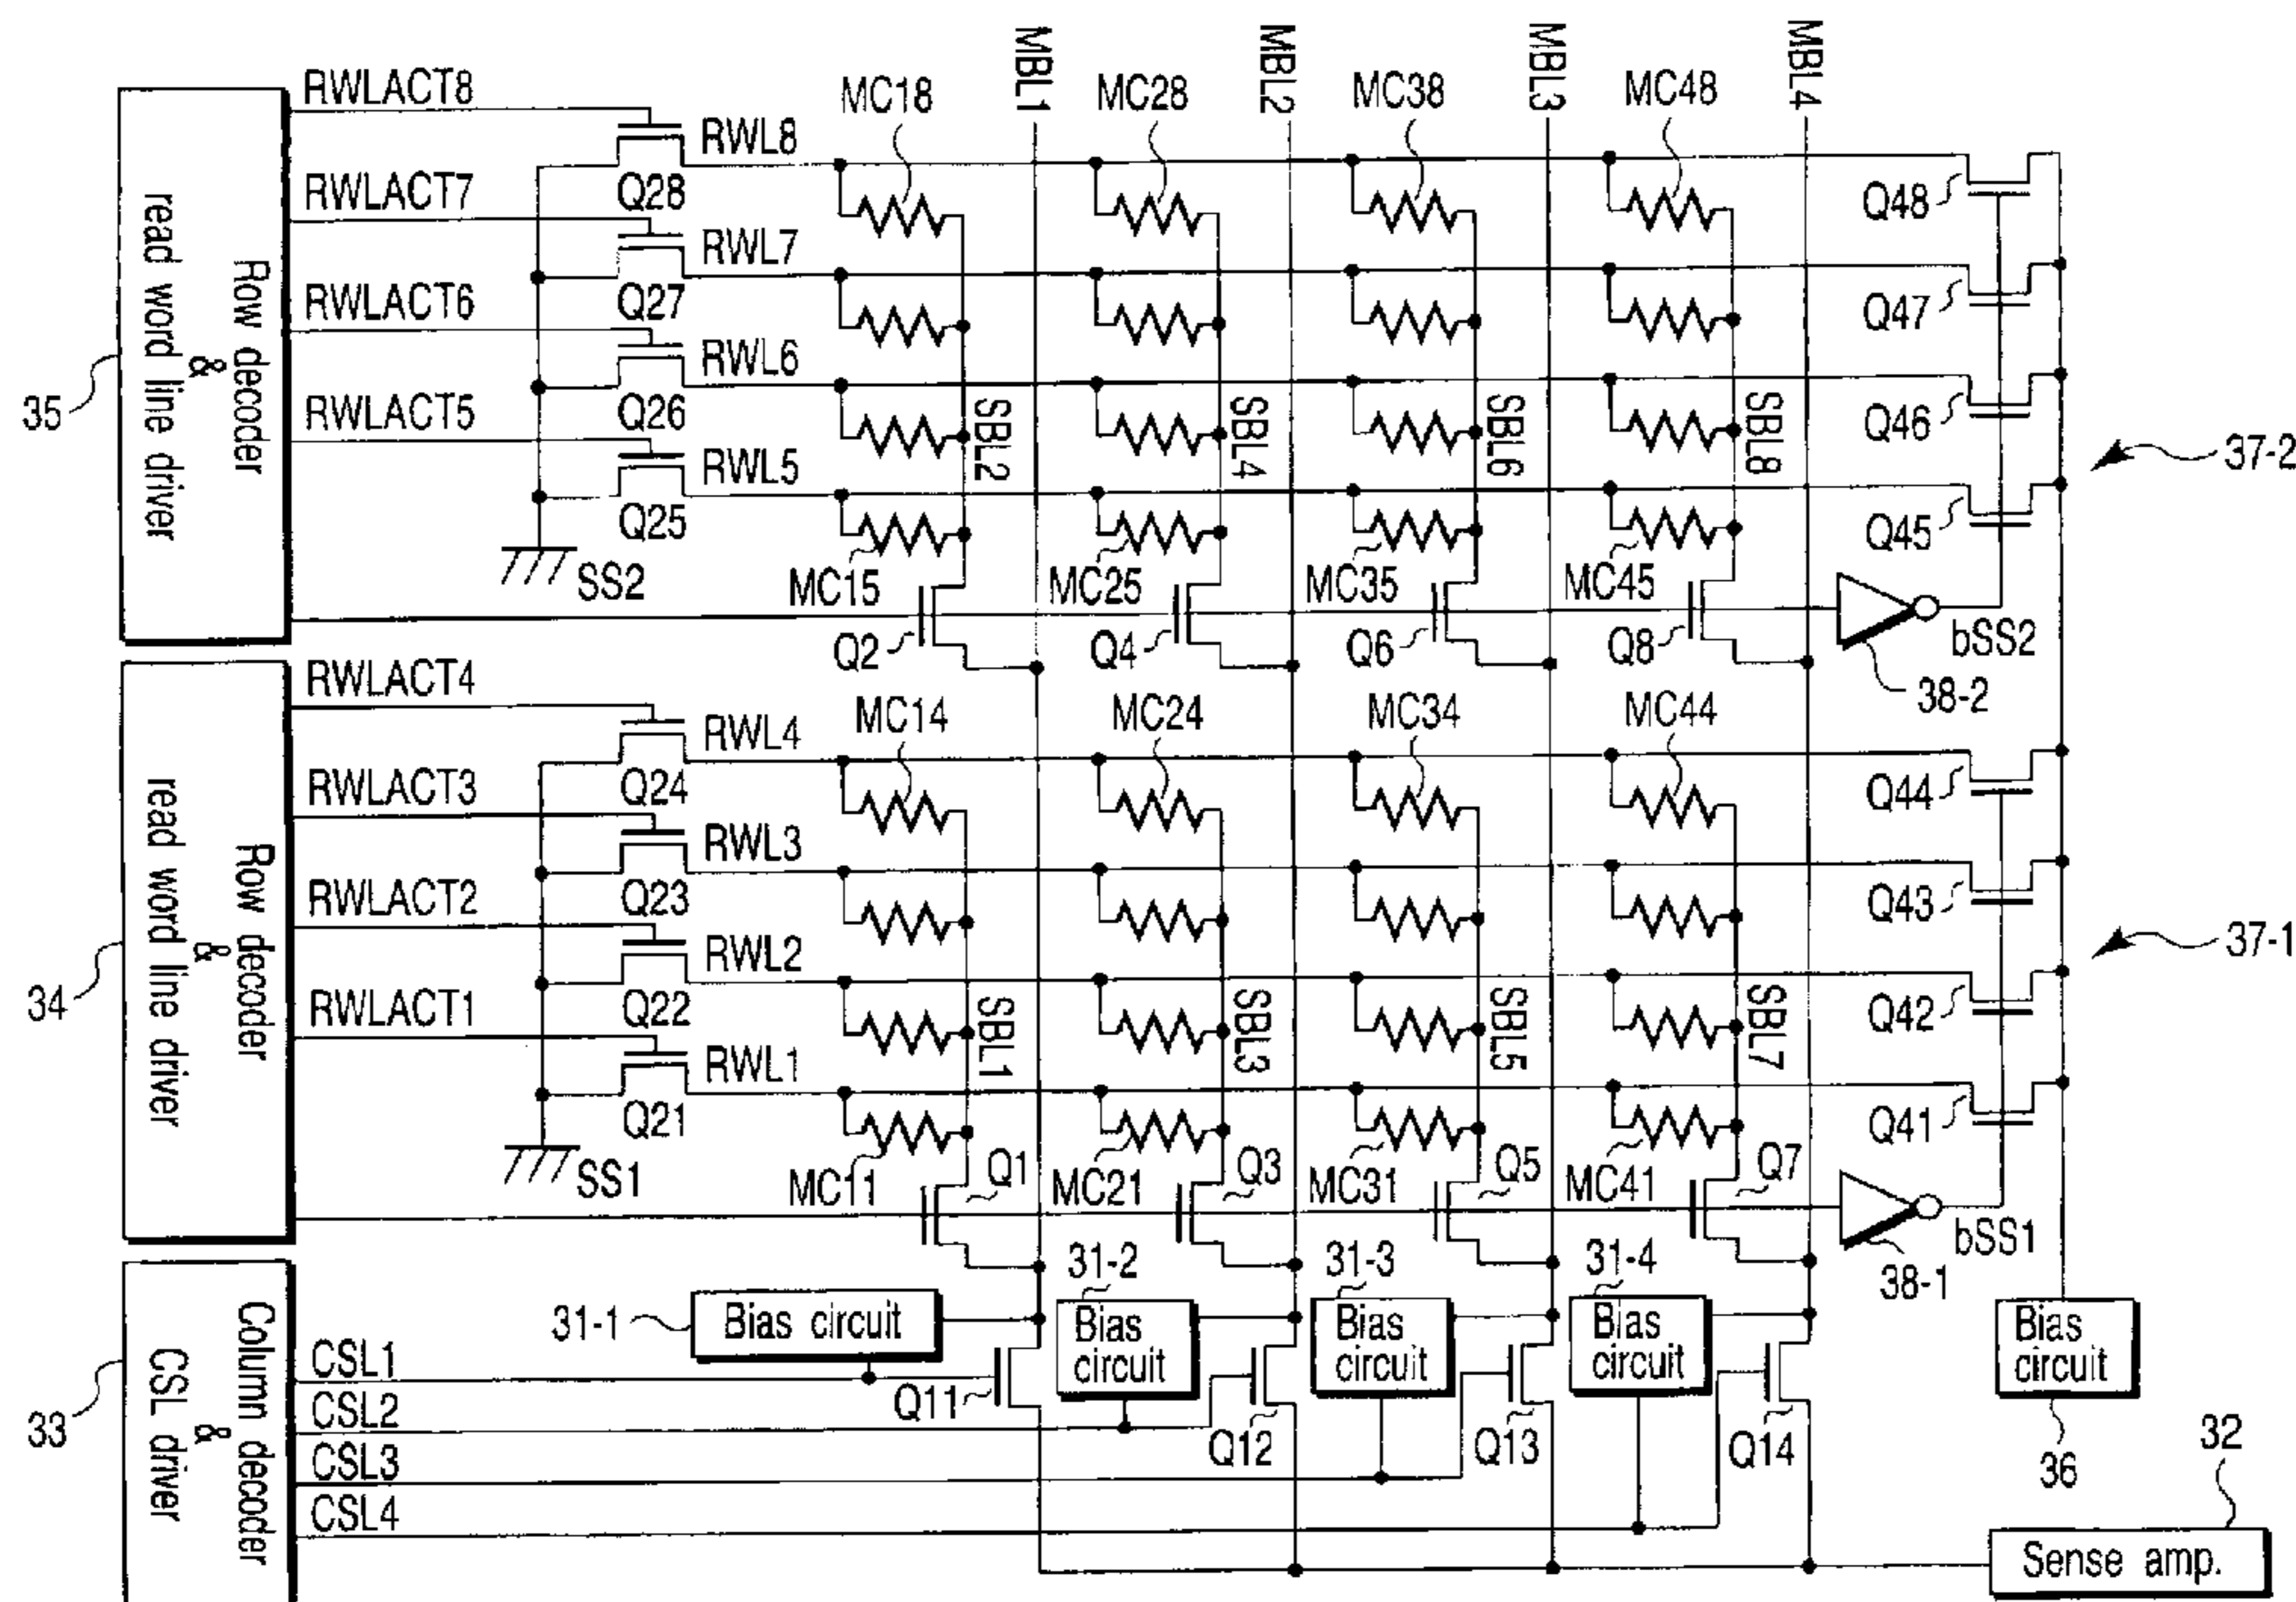 MBL1
MBL2
MBL3
MBL4
RWLACT8
RWL8
MC18
MC28
MC38
MC48
Q28
Q48
RWLACT7
RWL7
Q27
Q47
RWLACT6
RWL6
Q26
Q46
RWLACT5
RWL5
Q25
Q45
SBL2
SBL4
SBL6
SBL8
35
Row decoder
&
read word line driver
37-2
SS2
MC15
MC25
MC35
MC45
Q2
Q4
Q6
Q8
bSS2
38-2
RWLACT4
RWL4
MC14
MC24
MC34
MC44
Q24
Q44
RWLACT3
RWL3
Q23
Q43
RWLACT2
RWL2
Q22
Q42
RWLACT1
RWL1
Q21
Q41
SBL1
SBL3
SBL5
SBL7
34
Row decoder
&
read word line driver
37-1
SS1
MC11
MC21
MC31
MC41
Q1
Q3
Q5
Q7
bSS1
38-1
31-1
Bias circuit
31-2
Bias
circuit
31-3
Bias
circuit
31-4
Bias
circuit
Bias
circuit
36
33
Column decoder
&
CSL driver
CSL1
CSL2
CSL3
CSL4
Q11
Q12
Q13
Q14
32
Sense amp.